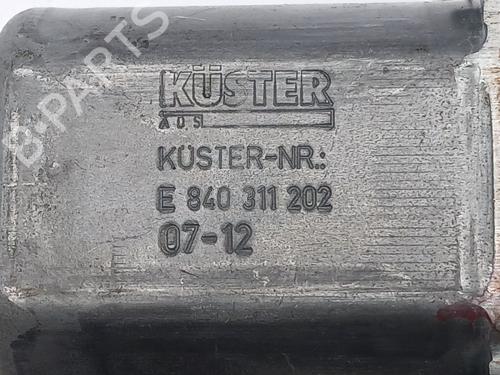 KÜSTER
KÜSTER-NR.:
E 840 311 202
07-12
B-PARTS